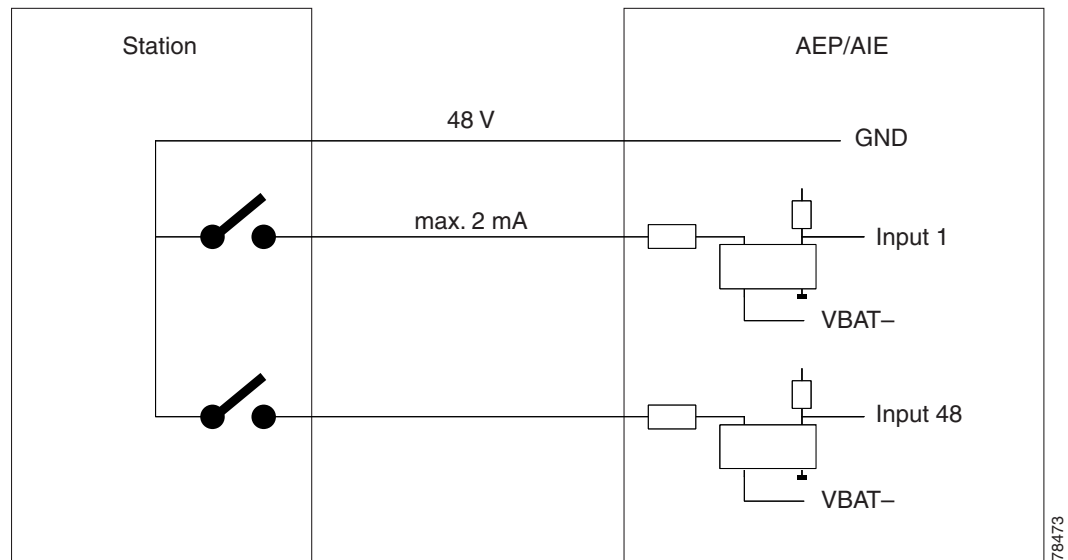 Station
AEP/AIE
48 V
GND
max. 2 mA
Input 1
VBAT–
Input 48
VBAT–
78473